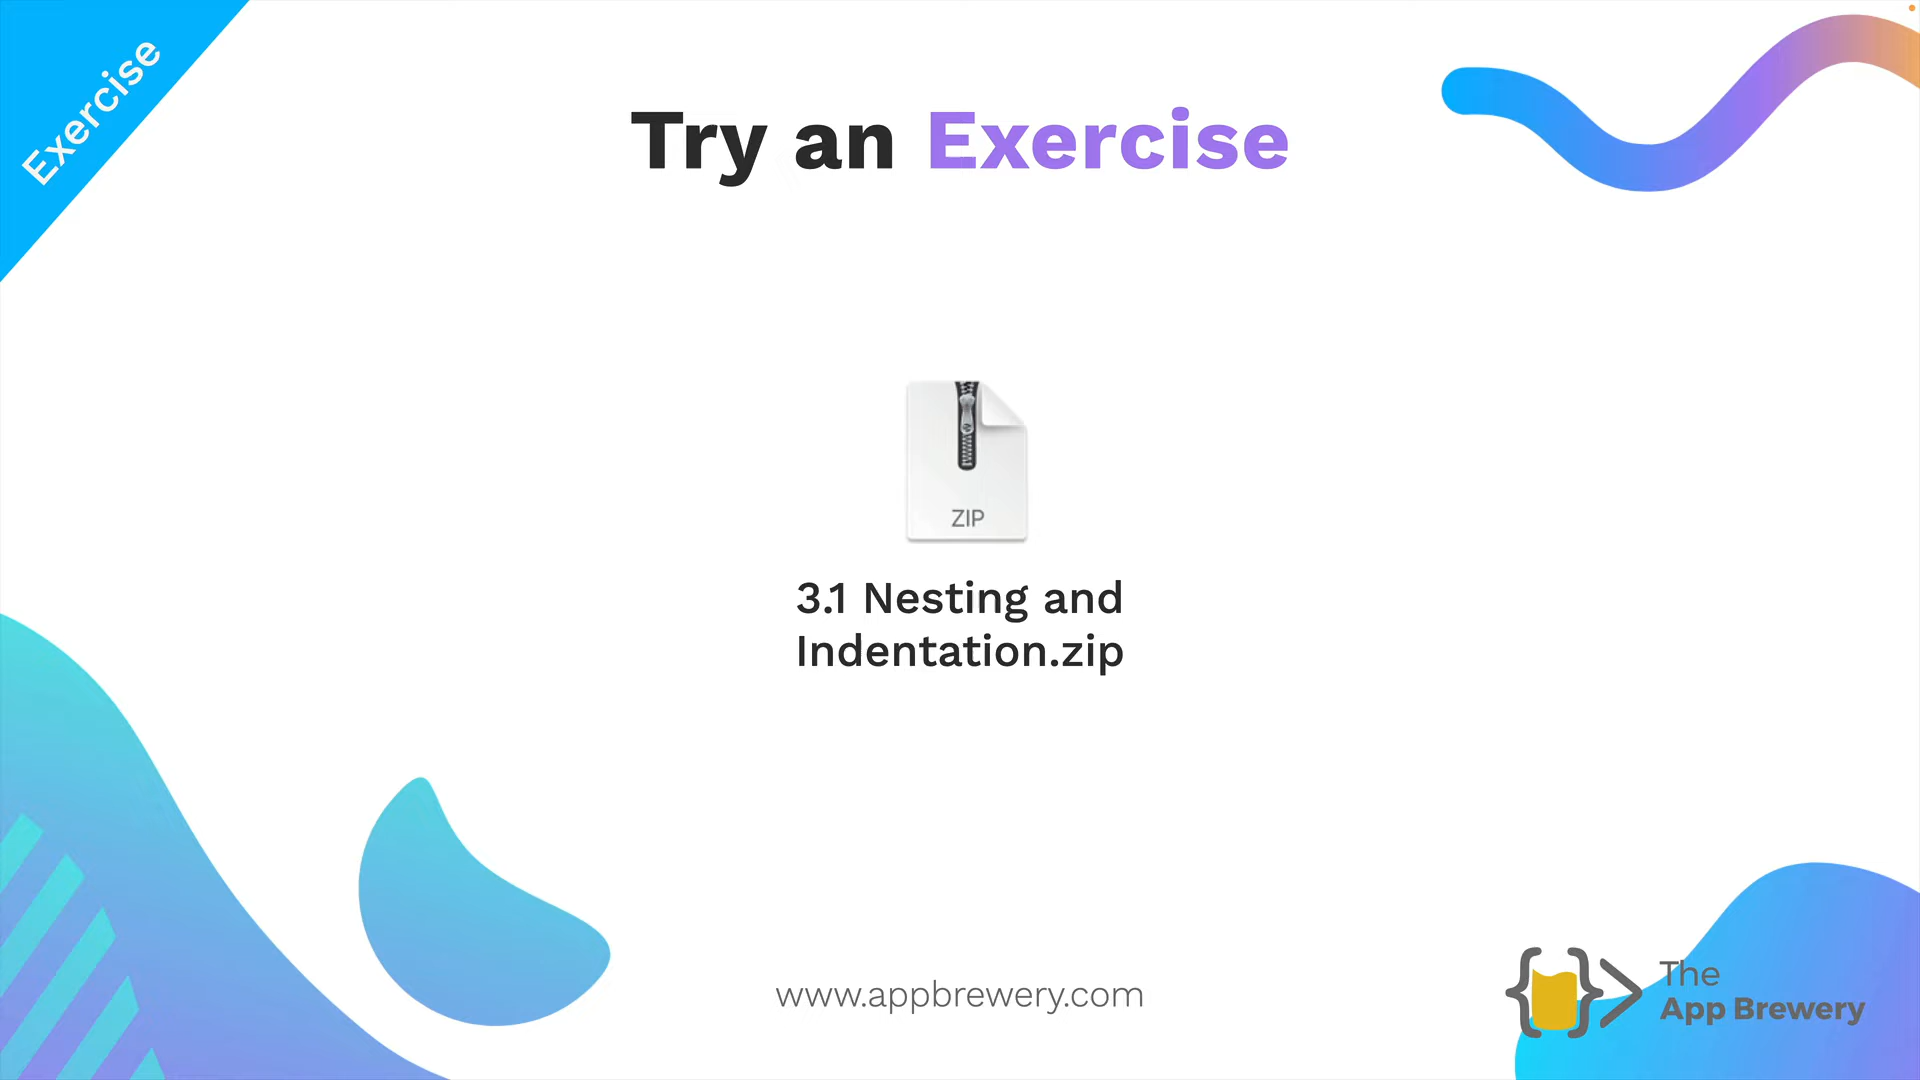 Exercise
Try an Exercise
ZIP
3.1 Nesting and
Indentation.zip
www.appbrewery.com
The
App Brewery